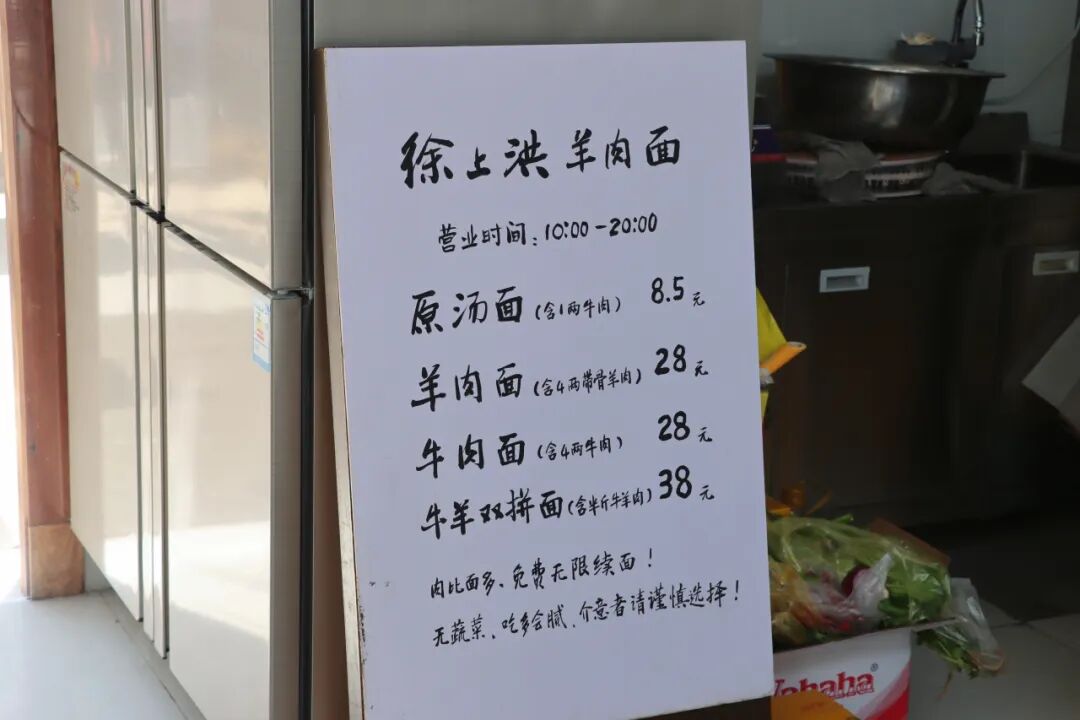 徐上洪羊肉面
营业时间:10:00-20:00
原汤面(含1两牛肉) 8.5元
羊肉面(含4两带骨羊肉) 28元
牛肉面(含4两牛肉) 28元
牛羊双拼面(含半斤牛羊肉) 38元
肉比面多、免费无限续面!
无蔬菜、吃多会腻、介意者请谨慎选择!
Wahaha®